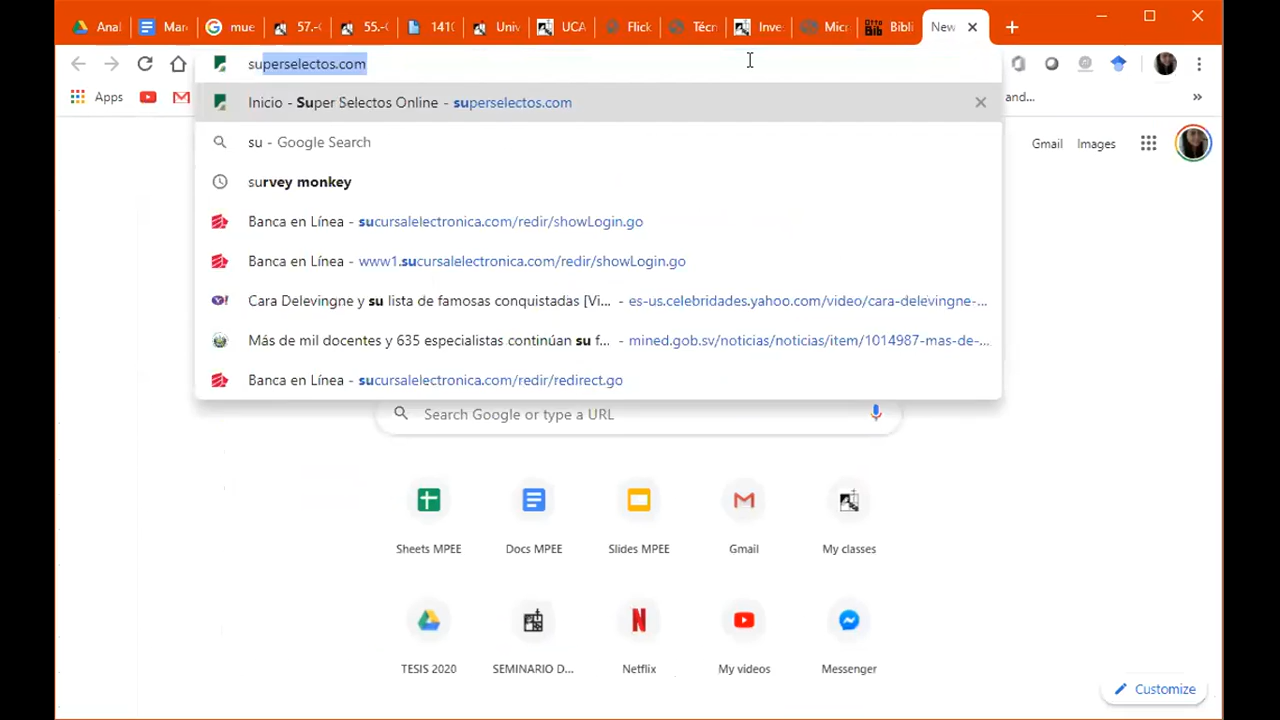 Anal
Mar
mue
57.-
55.-
141
Univ
UCA
Flick
Técr
Inve
Micr
Bibli
New
superselectos.com
Apps
and...
»
Inicio - Super Selectos Online - superselectos.com
su - Google Search
survey monkey
Banca en Línea - sucursalelectronica.com/redir/showLogin.go
Banca en Línea - www1.sucursalelectronica.com/redir/showLogin.go
Cara Delevingne y su lista de famosas conquistadas [Vi... - es-us.celebridades.yahoo.com/video/cara-delevingne-...
Más de mil docentes y 635 especialistas continúan su f... - mined.gob.sv/noticias/noticias/item/1014987-mas-de-...
Banca en Línea - sucursalelectronica.com/redir/redirect.go
Gmail
Images
Search Google or type a URL
Sheets MPEE
Docs MPEE
Slides MPEE
Gmail
My classes
TESIS 2020
SEMINARIO D...
Netflix
My videos
Messenger
Customize